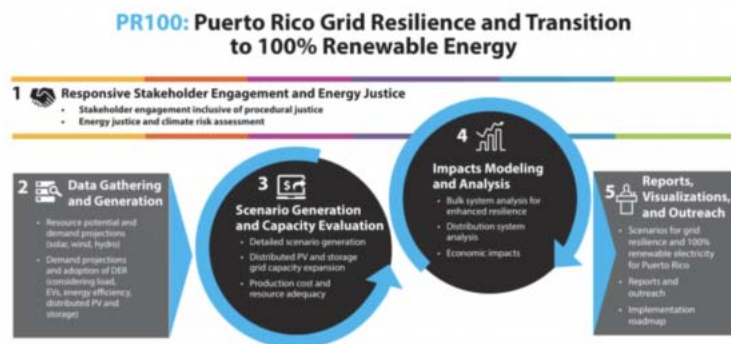 PR100: Puerto Rico Grid Resilience and Transition
to 100% Renewable Energy
1 Responsive Stakeholder Engagement and Energy Justice
• Stakeholder engagement inclusive of procedural justice
• Energy justice and climate risk assessment
2 Data Gathering
and Generation
• Resource potential and
demand projections
(solar, wind, hydro)
• Demand projections
and adoption of DER
(considering load,
EVs, energy efficiency,
distributed PV and
storage)
3
Scenario Generation
and Capacity Evaluation
• Detailed scenario generation
• Distributed PV and storage
grid capacity expansion
• Production cost and
resource adequacy
4
Impacts Modeling
and Analysis
• Bulk system analysis for
enhanced resilience
• Distribution system
analysis
• Economic impacts
5 Reports,
Visualizations,
and Outreach
• Scenarios for grid
resilience and 100%
renewable electricity
for Puerto Rico
• Reports and
outreach
• Implementation
roadmap